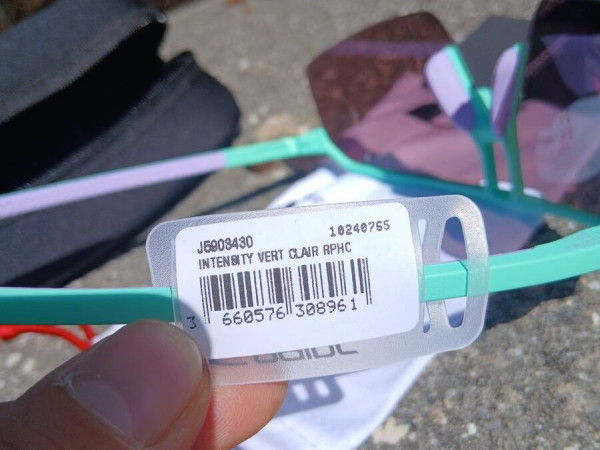 J5903430 10240765
INTENSITY VERT CLAIR RPHC
3 660576 308961